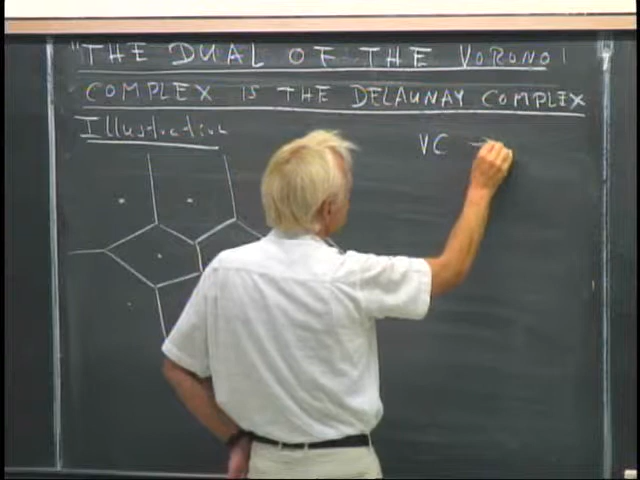 "THE DUAL OF THE VORONOI
COMPLEX IS THE DELAUNAY COMPLEX
Illustration
VC